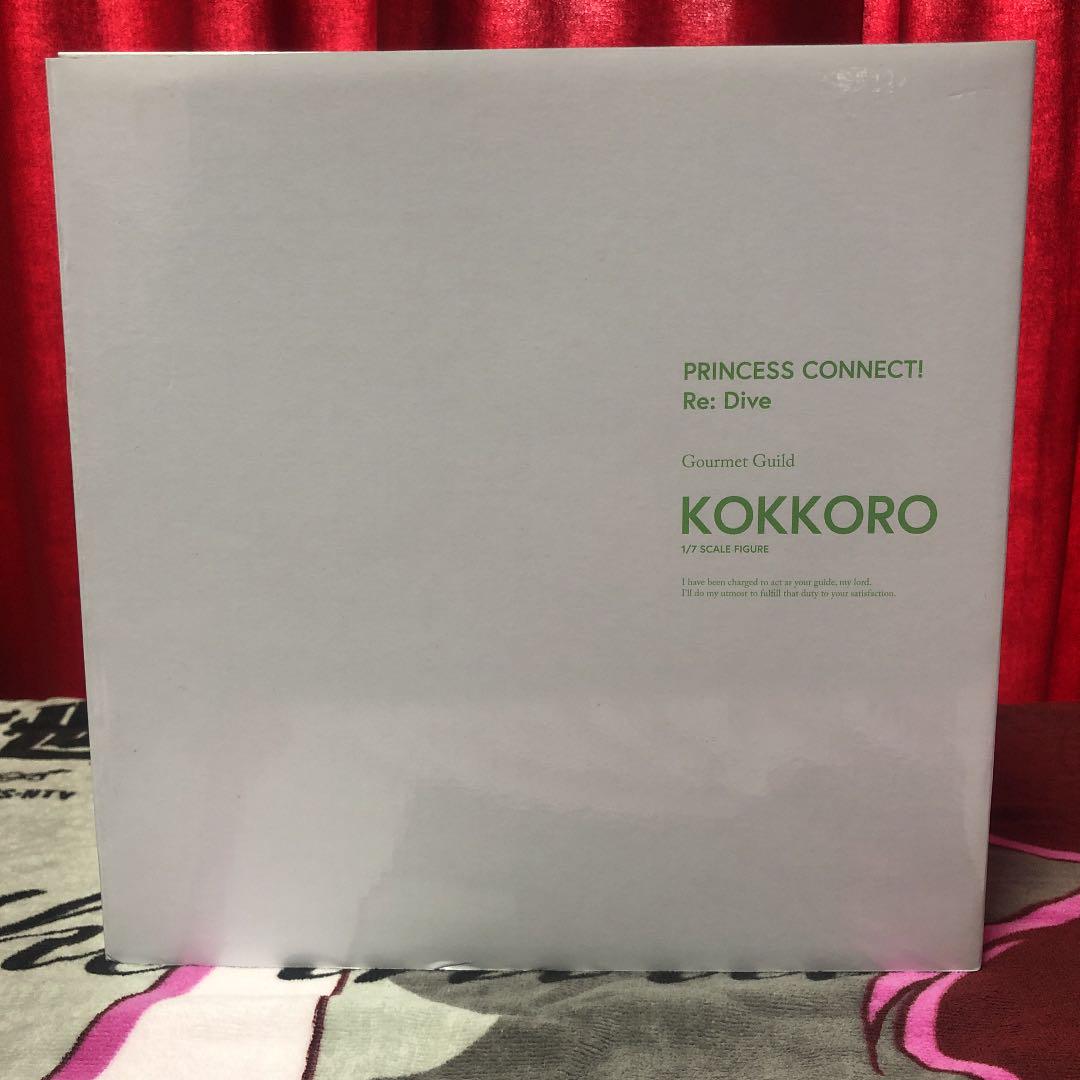 PRINCESS CONNECT!
Re: Dive
Gourmet Guild
KOKKORO
1/7 SCALE FIGURE
I have been charged to act as your guide, my lord.
I'll do my utmost to fulfill that duty to your satisfaction.
S-NTV